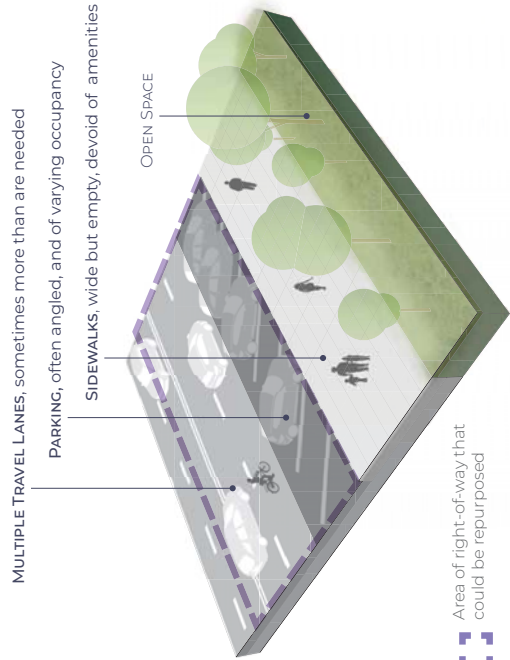 MULTIPLE TRAVEL LANES, sometimes more than are needed
PARKING, often angled, and of varying occupancy
SIDEWALKS, wide but empty, devoid of amenities
OPEN SPACE
Area of right-of-way that
could be repurposed